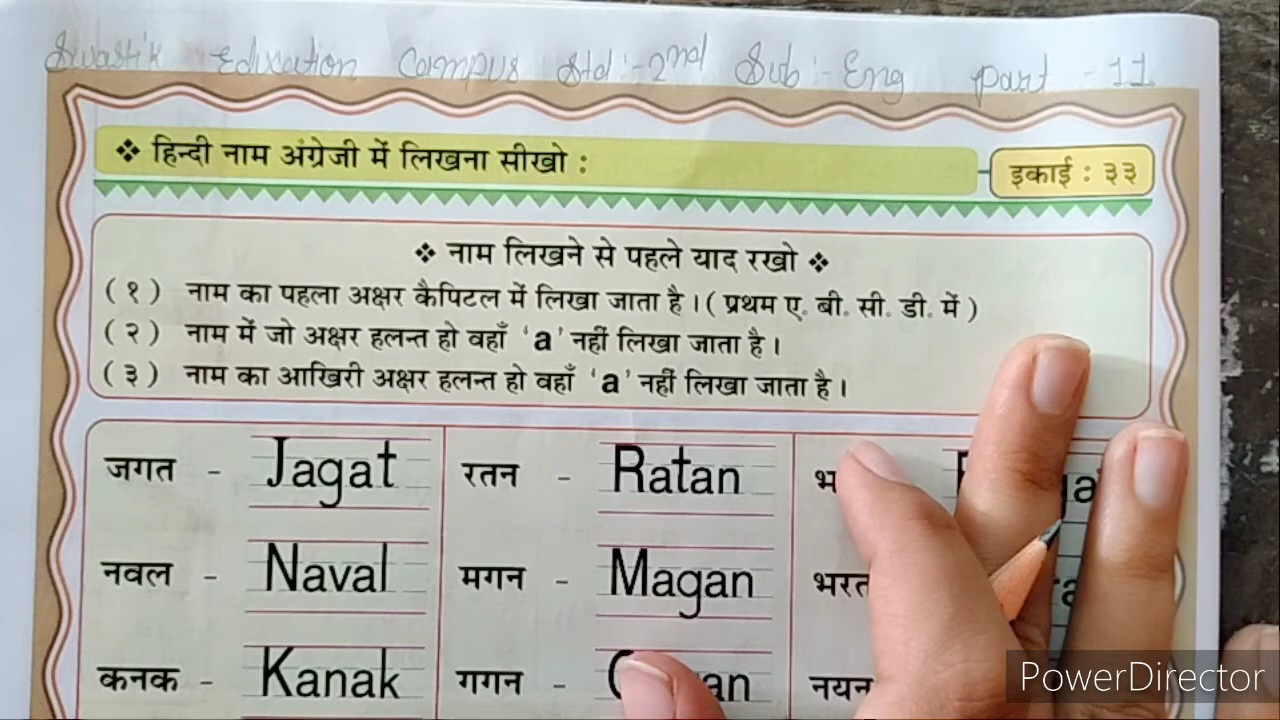 Swastik Education Campus Std:-2nd Sub:-Eng part-11
❖ हिन्दी नाम अंग्रेजी में लिखना सीखो :
इकाई : ३३
❖ नाम लिखने से पहले याद रखो ❖
( १ ) नाम का पहला अक्षर कैपिटल में लिखा जाता है । ( प्रथम ए. बी. सी. डी. में )
( २ ) नाम में जो अक्षर हलन्त हो वहाँ 'a' नहीं लिखा जाता है ।
( ३ ) नाम का आखिरी अक्षर हलन्त हो वहाँ 'a' नहीं लिखा जाता है ।
जगत - Jagat रतन - Ratan
नवल - Naval मगन - Magan भरत
कनक - Kanak गगन - नयन
PowerDirector